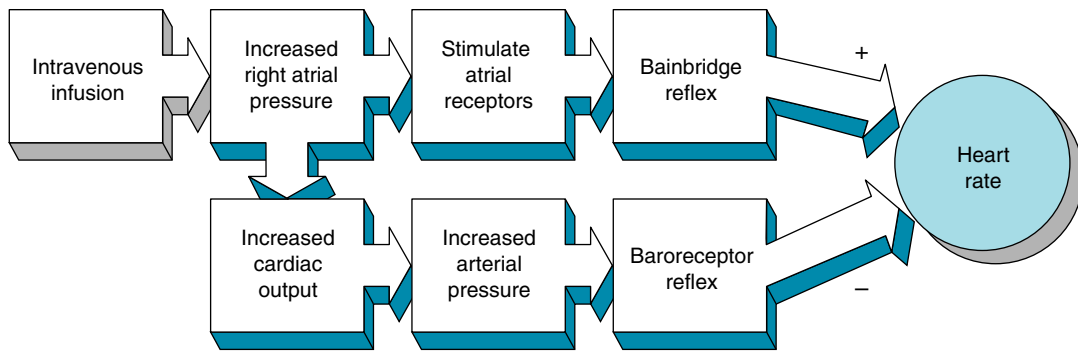 Intravenous
infusion
Increased
right atrial
pressure
Stimulate
atrial
receptors
Bainbridge
reflex
+
Heart
rate
Increased
cardiac
output
Increased
arterial
pressure
Baroreceptor
reflex
–